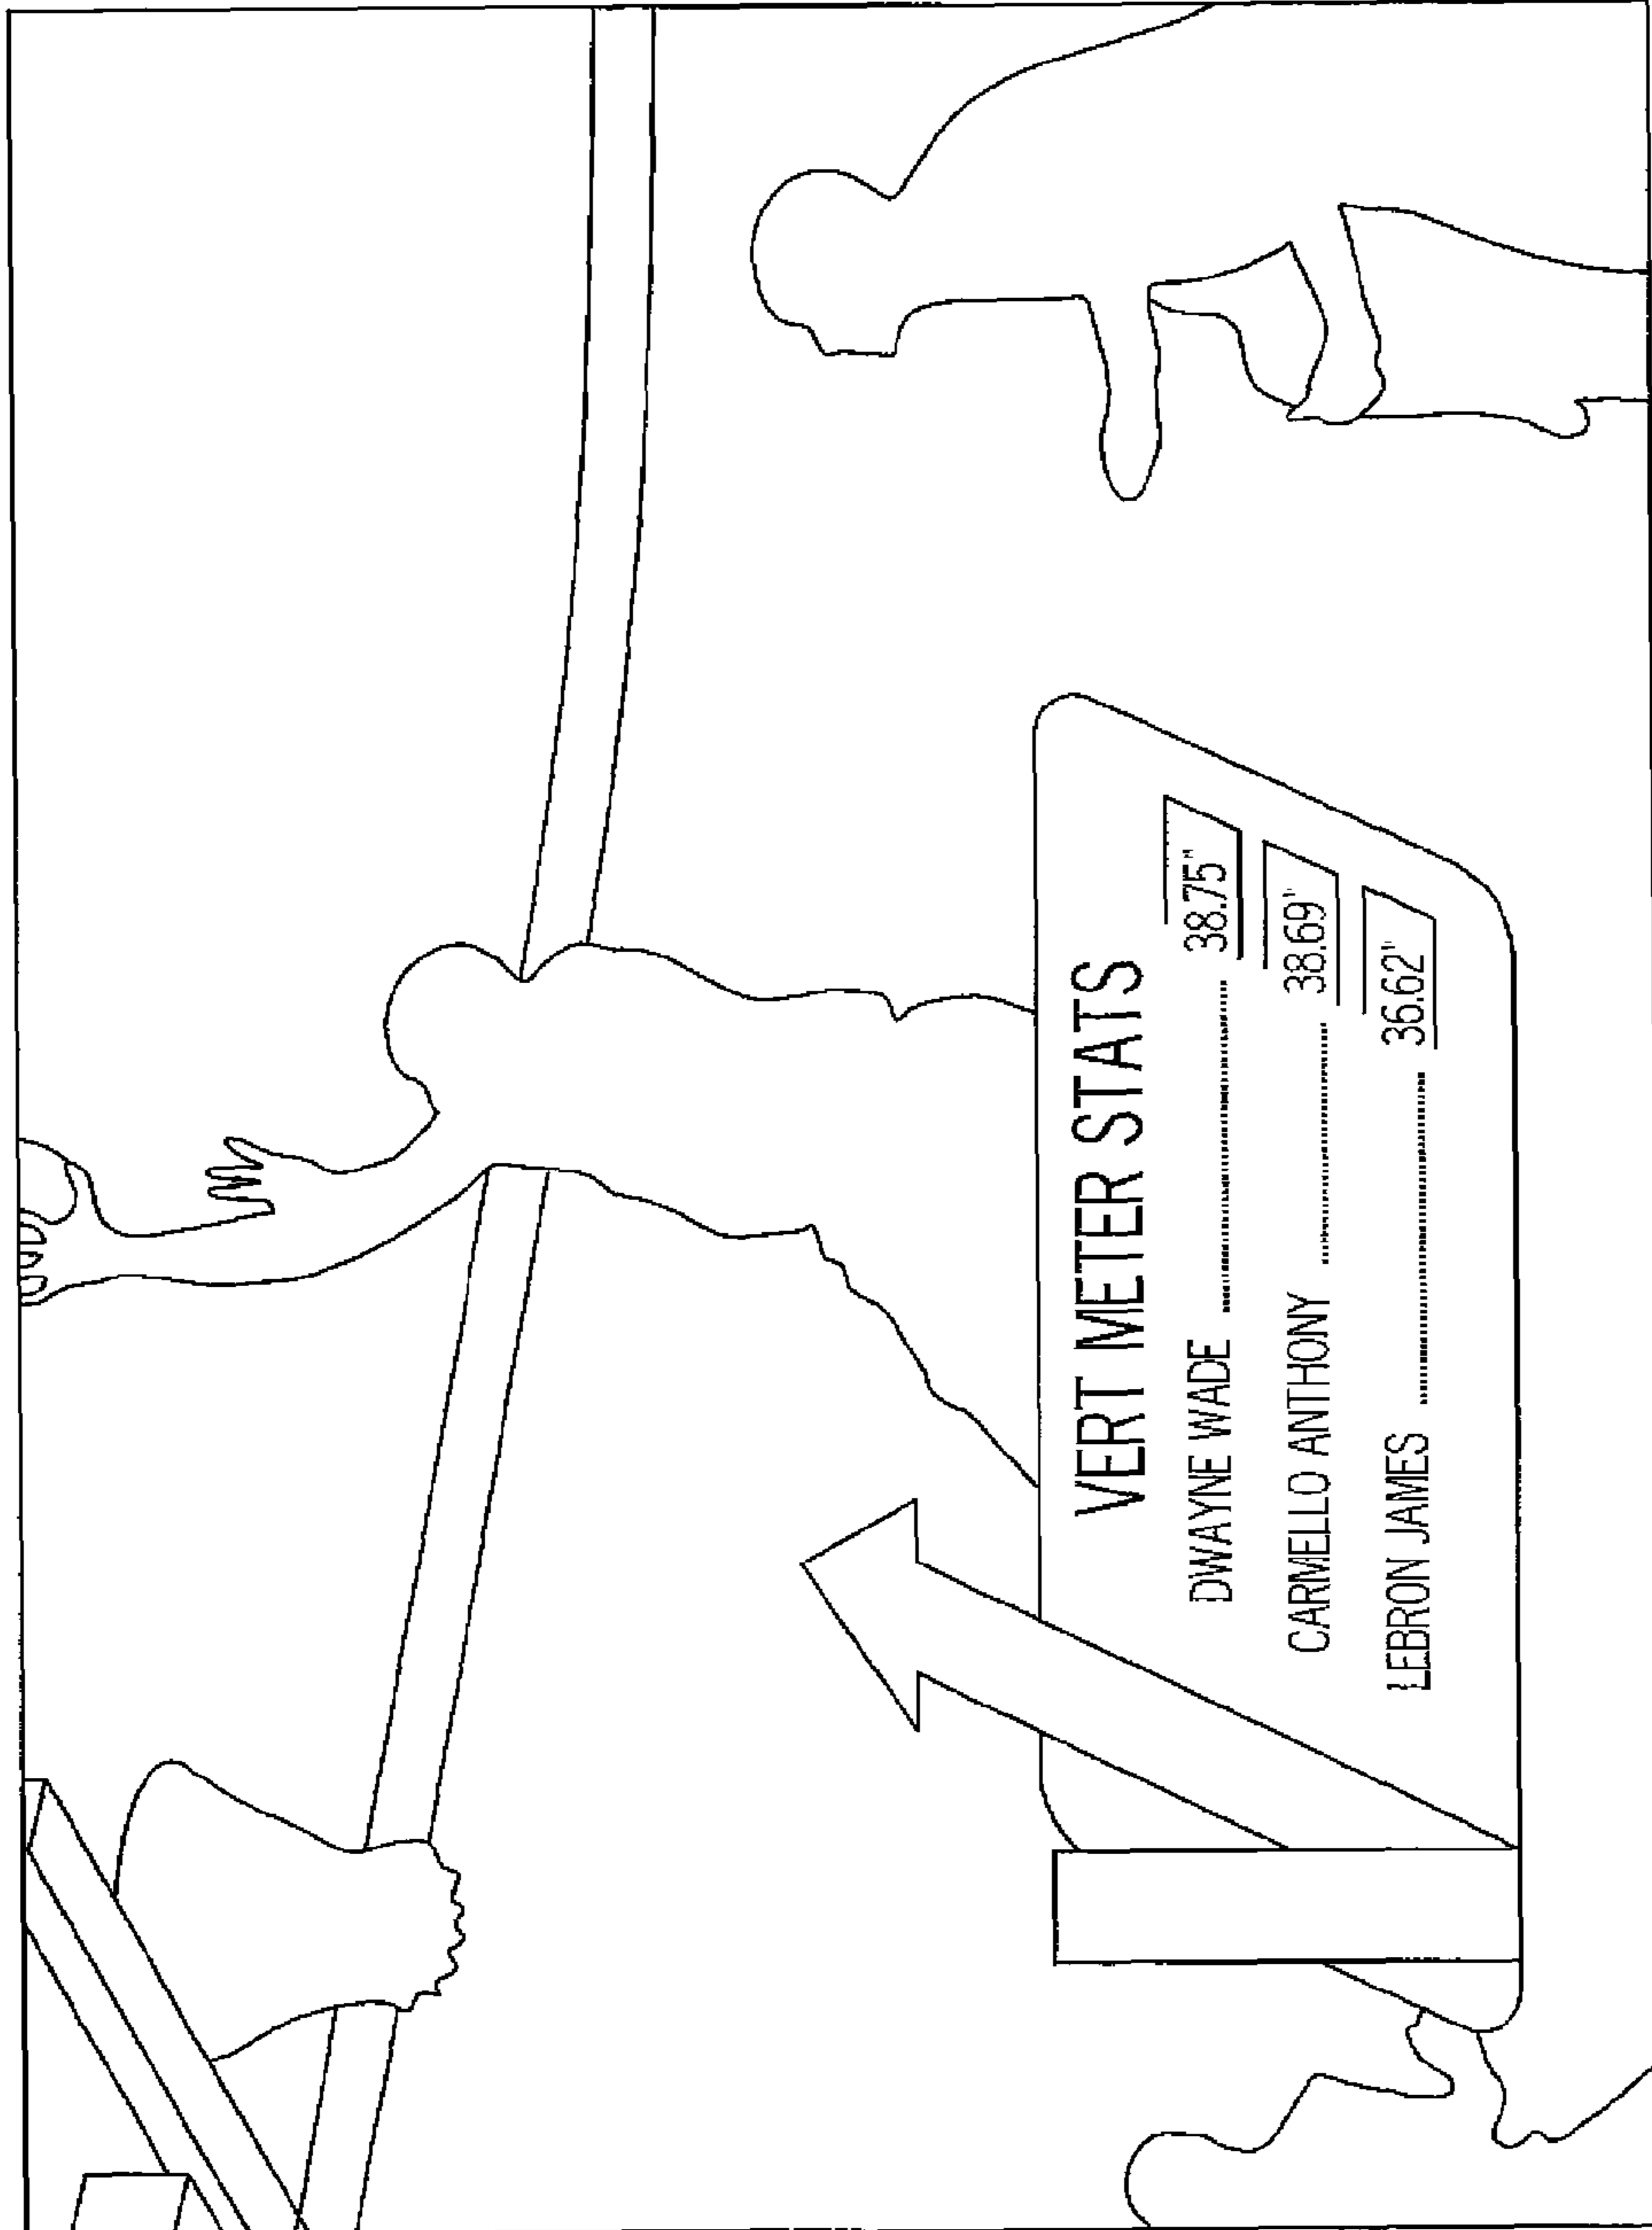 VERT METER STATS
DWAYNE WADE 38.75"
CARMELLO ANTHONY 38.69"
LEBRON JAMES 36.62"